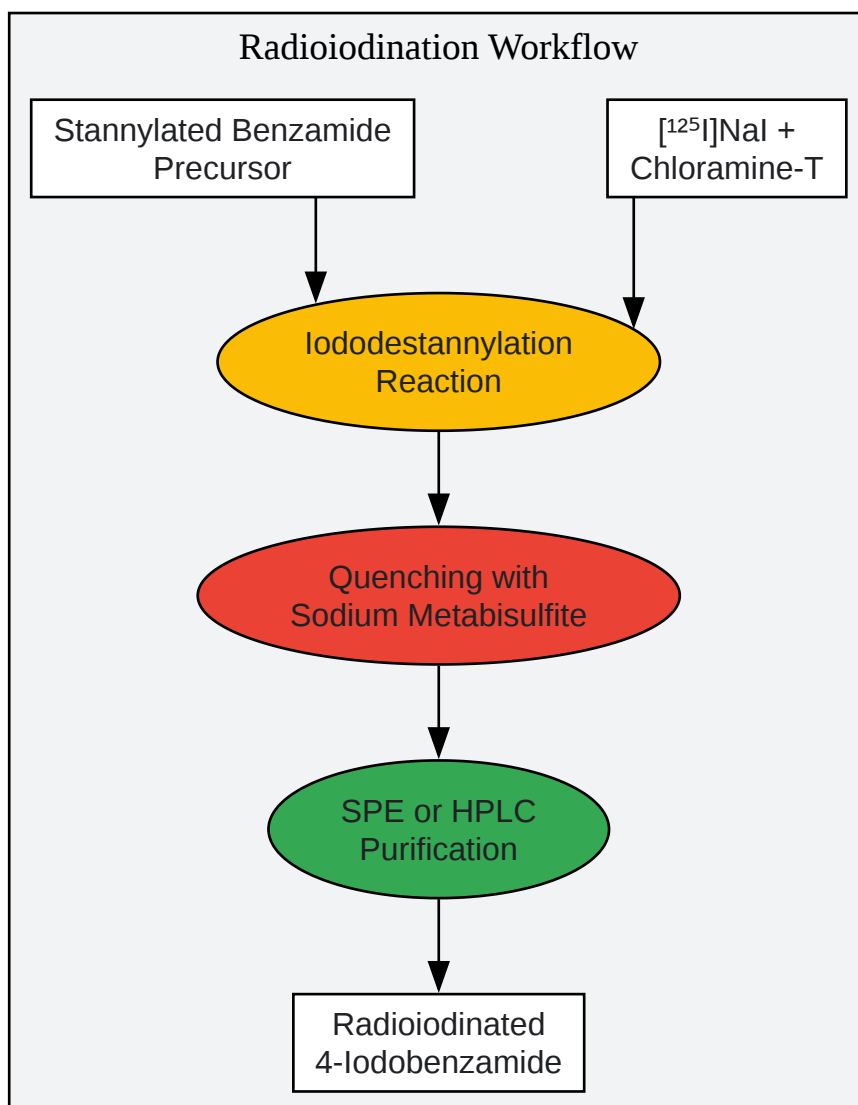 Radioiodination Workflow
Stannylated Benzamide
Precursor
[¹²⁵I]NaI +
Chloramine-T
Iododestannylation
Reaction
Quenching with
Sodium Metabisulfite
SPE or HPLC
Purification
Radioiodinated
4-Iodobenzamide